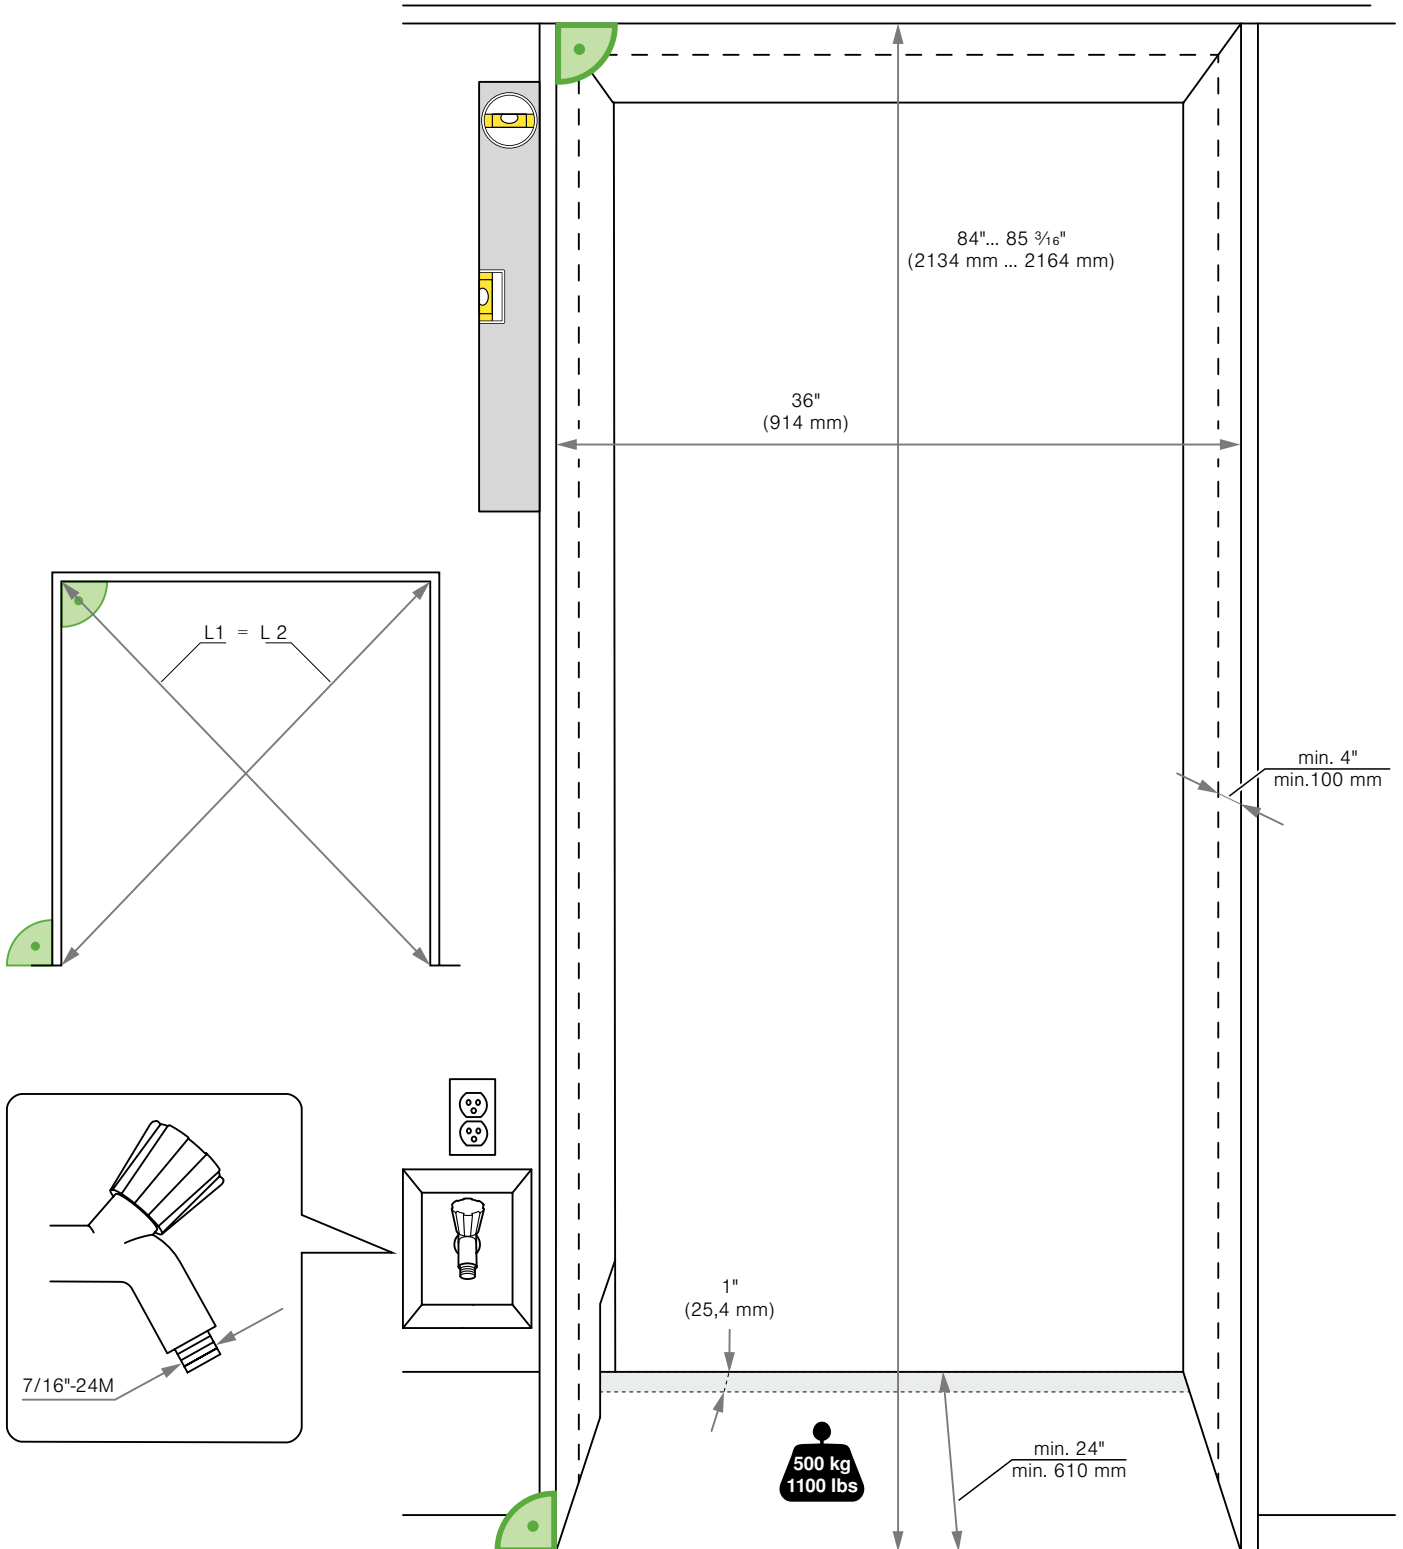 84"... 85 ³⁄₁₆"
(2134 mm ... 2164 mm)
36"
(914 mm)
L1 = L 2
min. 4"
min.100 mm
1"
(25,4 mm)
7/16"-24M
min. 24"
min. 610 mm
500 kg
1100 lbs